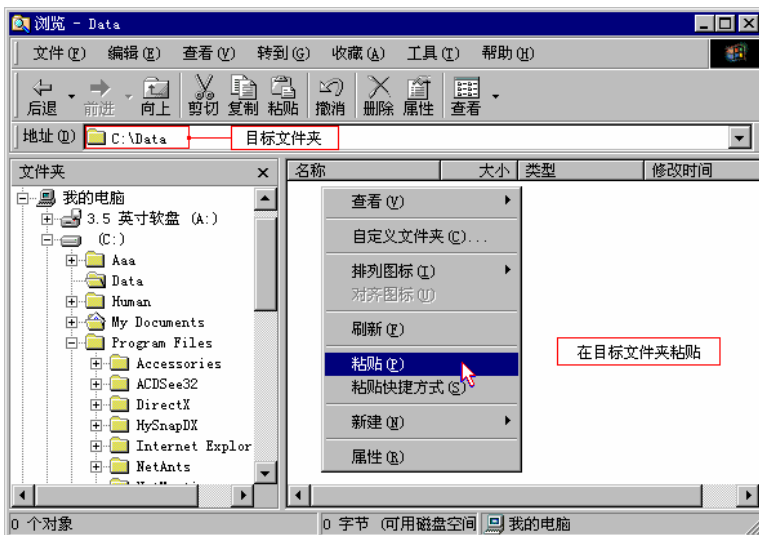 浏览 - Data
文件(F) 编辑(E) 查看(V) 转到(G) 收藏(A) 工具(T) 帮助(H)
后退 前进 向上 剪切 复制 粘贴 撤消 删除 属性 查看
地址(D) C:\Data 目标文件夹
文件夹 × 名称 大小 类型 修改时间
我的电脑
3.5 英寸软盘 (A:)
(C:)
Aaa
Data
Human
My Documents
Program Files
Accessories
ACDSee32
DirectX
HySnapDX
Internet Explor
NetAnts
查看(V)
自定义文件夹(C)...
排列图标(I)
对齐图标(U)
刷新(F)
粘贴(P)
粘贴快捷方式(S)
新建(N)
属性(R)
在目标文件夹粘贴
0 个对象 0 字节 (可用磁盘空间 我的电脑